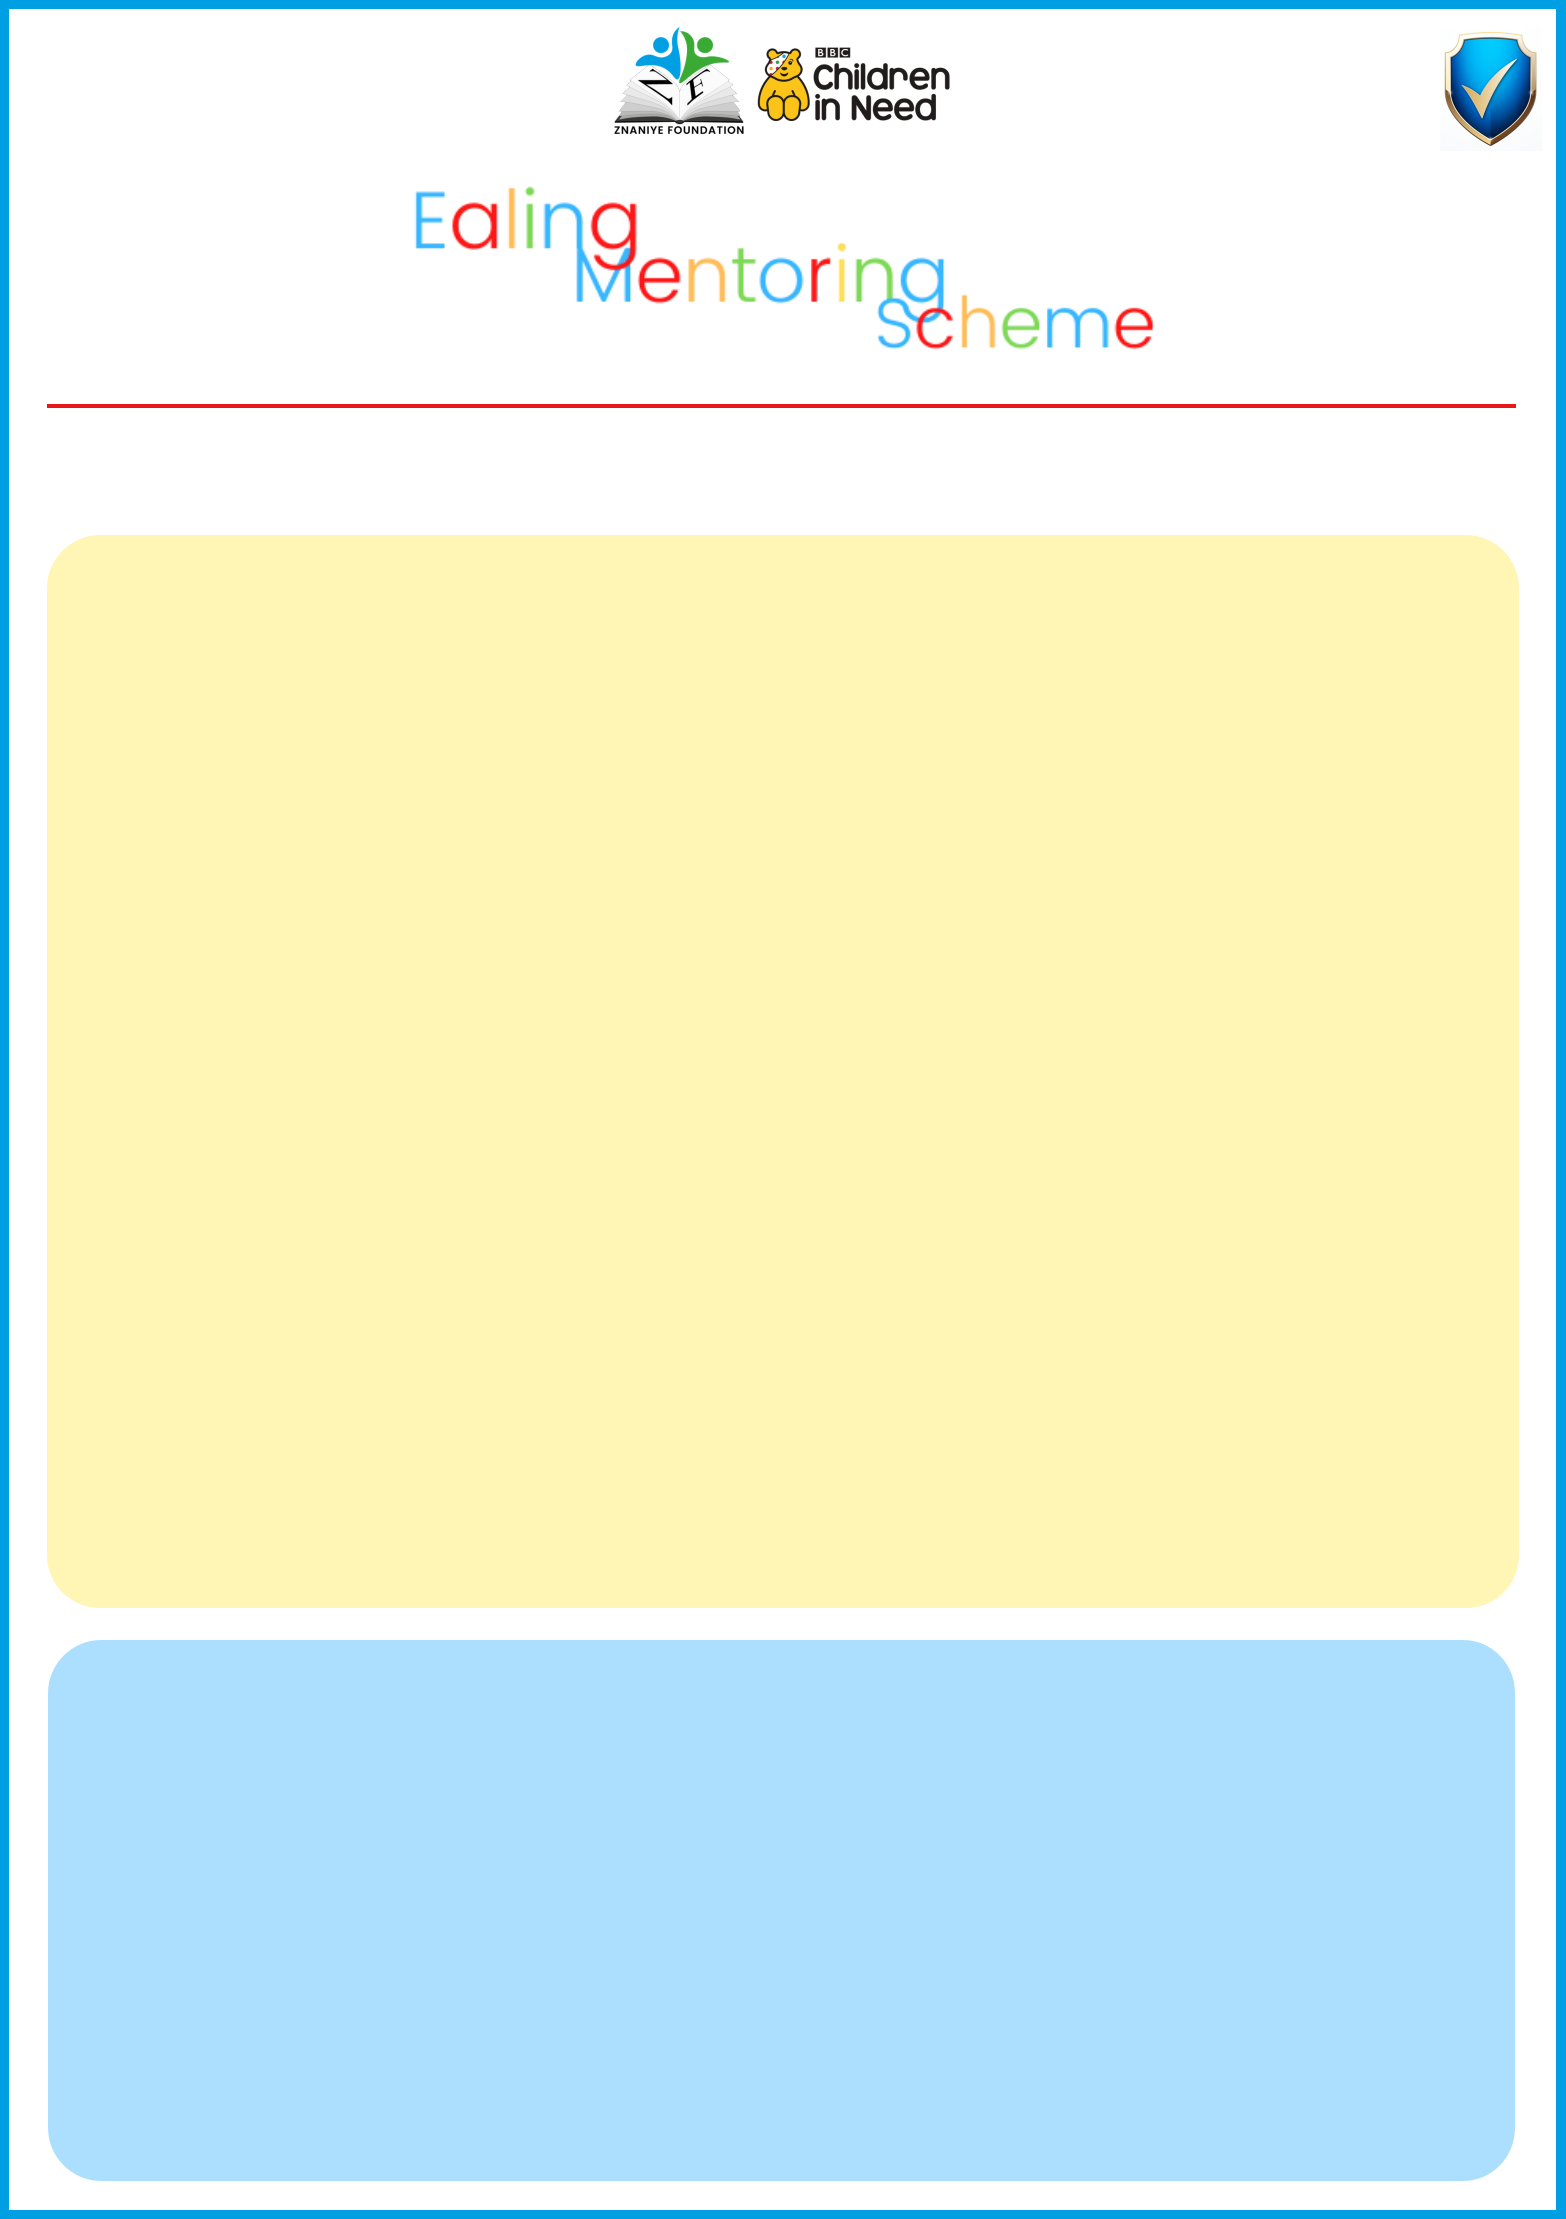 Z F
ZNANIYE FOUNDATION
BBC
Children
in Need
Ealing
Mentoring
Scheme